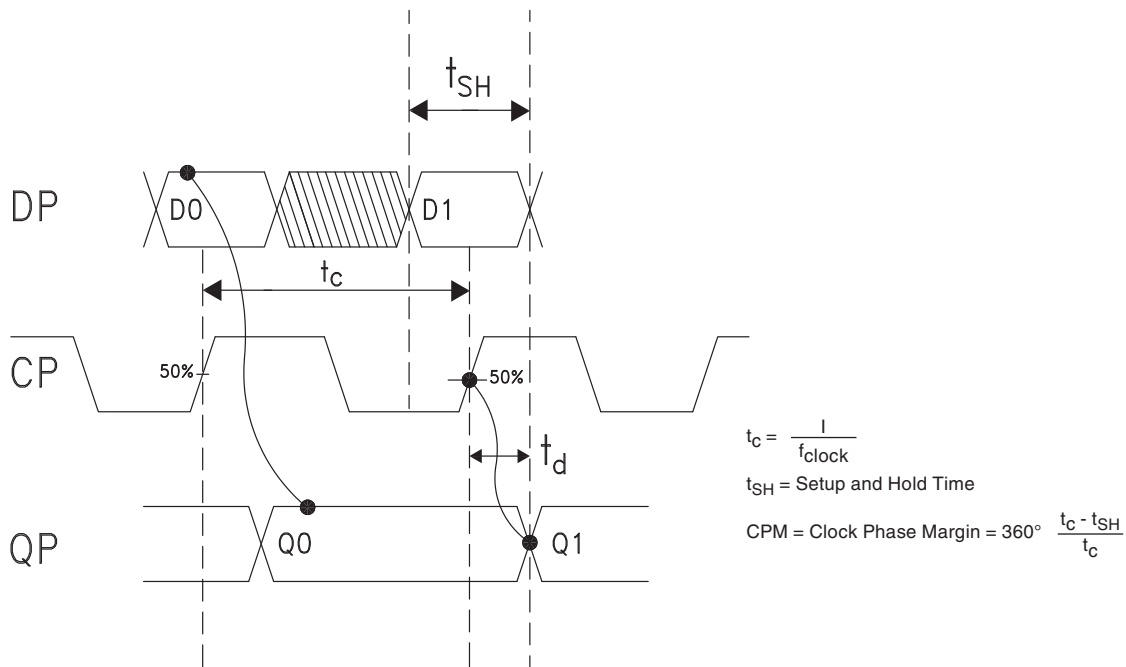 tSH
DP
D0
D1
tc
CP
50%
50%
td
QP
Q0
Q1
tc = I / fclock
tSH = Setup and Hold Time
CPM = Clock Phase Margin = 360° tc - tSH / tc